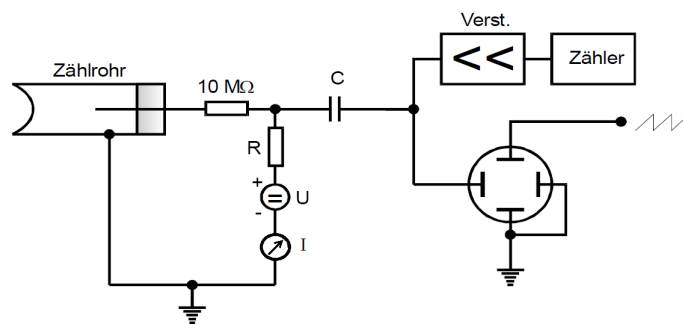 Verst.
Zählrohr
<<
Zähler
10 MΩ
C
R
+
=
U
-
I